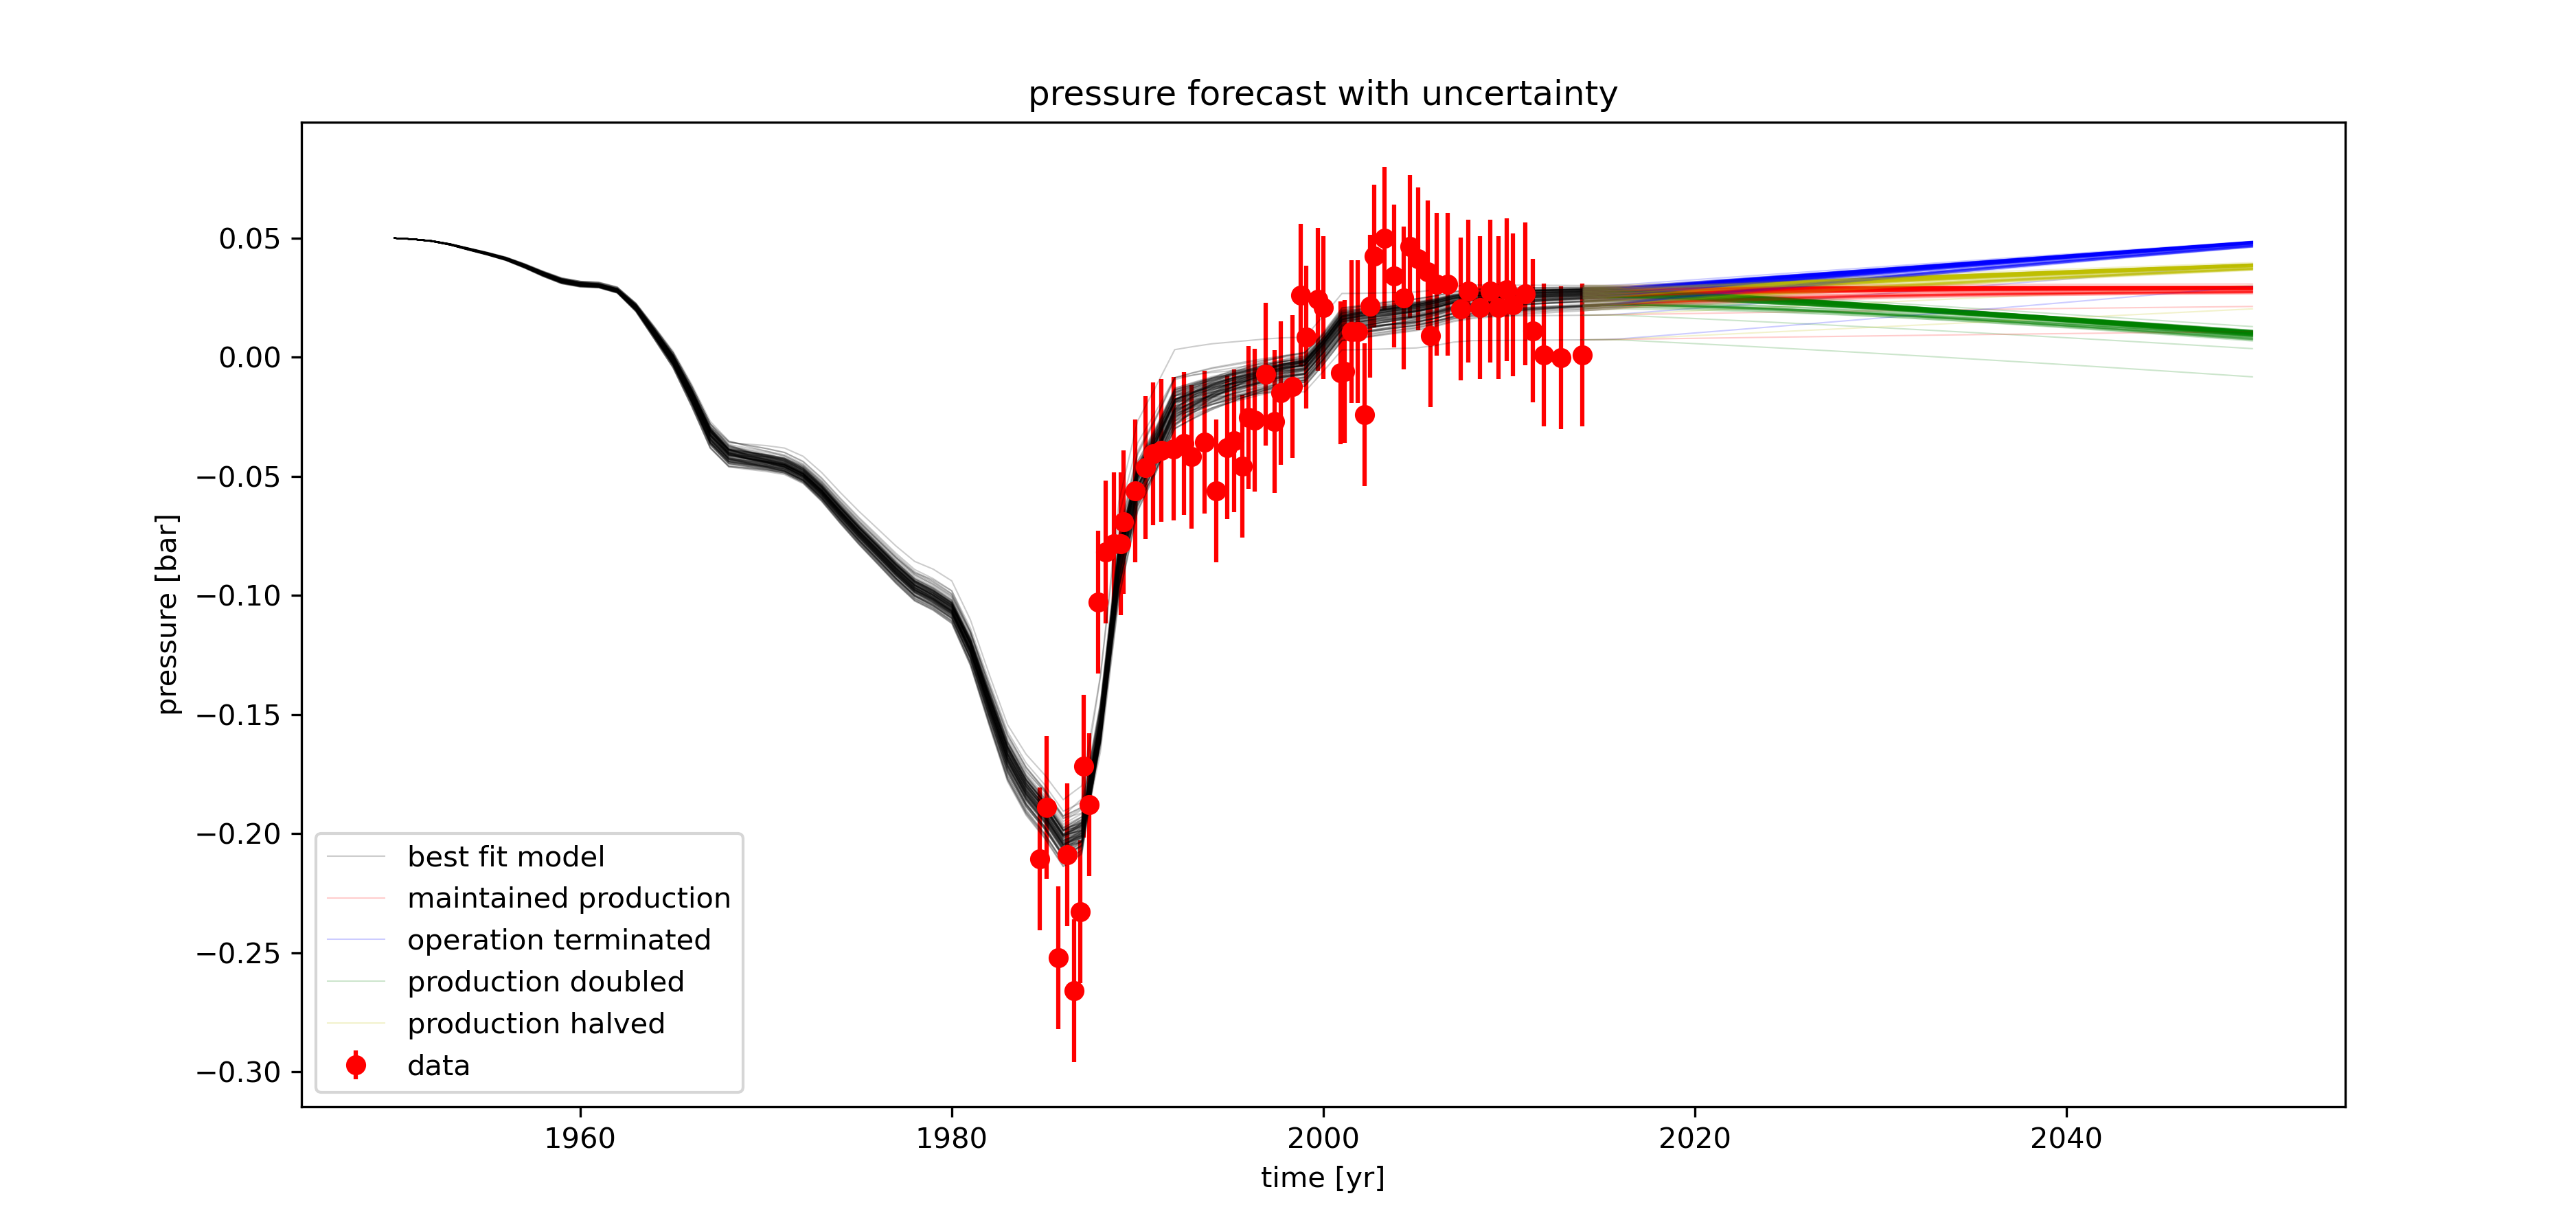 pressure forecast with uncertainty
pressure [bar]
0.05
0.00
−0.05
−0.10
−0.15
−0.20
−0.25
−0.30
best fit model
maintained production
operation terminated
production doubled
production halved
data
1960
1980
2000
2020
2040
time [yr]